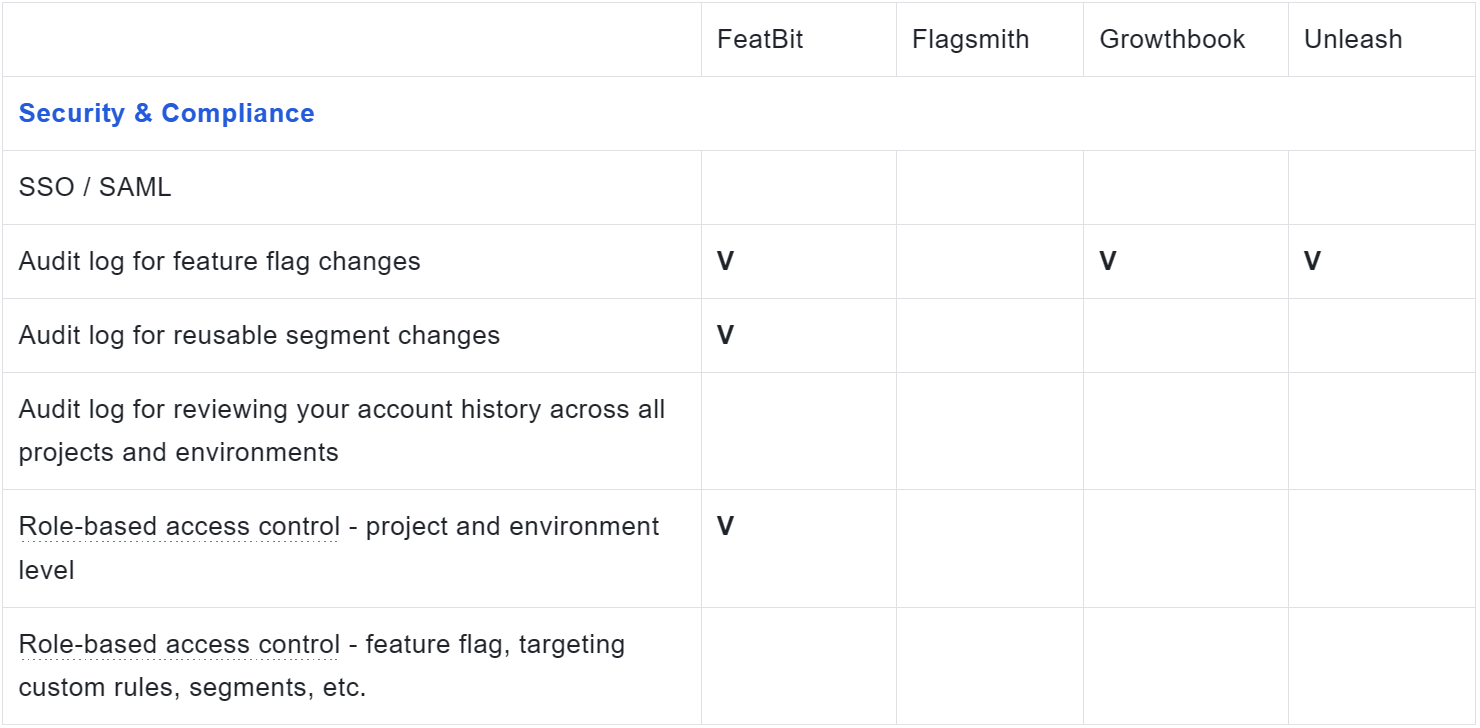 FeatBit Flagsmith Growthbook Unleash
Security & Compliance
SSO / SAML
Audit log for feature flag changes V V V
Audit log for reusable segment changes V
Audit log for reviewing your account history across all
projects and environments
Role-based access control - project and environment V
level
Role-based access control - feature flag, targeting
custom rules, segments, etc.